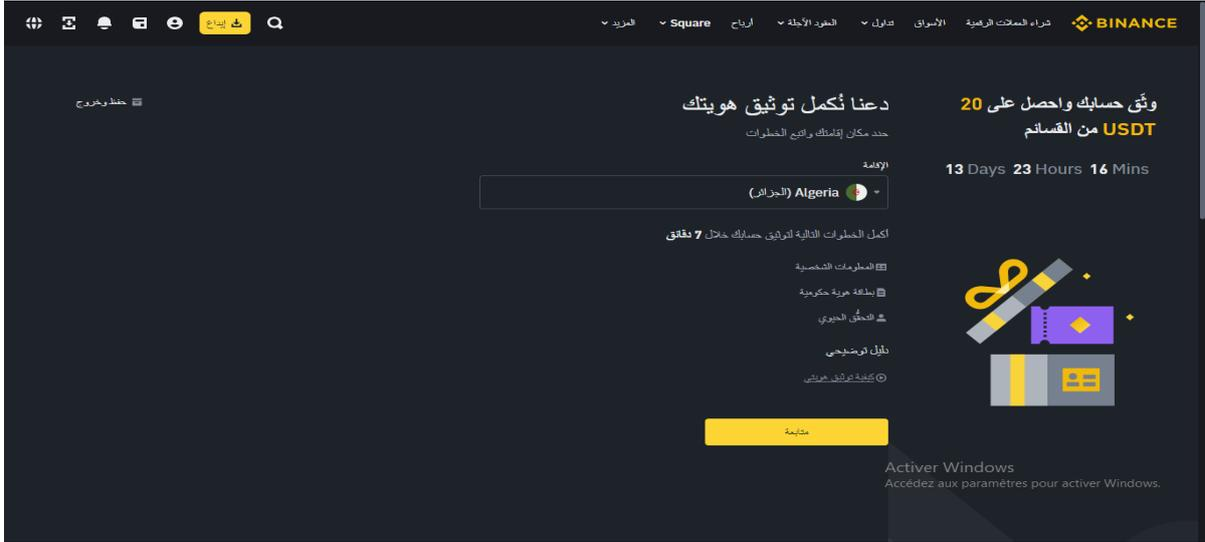 BINANCE
شراء العملات الرقمية
الأسواق
تداول
العقود الآجلة
أرباح
Square
المزيد
إيداع
وثّق حسابك واحصل على 20
USDT من القسائم
13 Days 23 Hours 16 Mins
دعنا نُكمل توثيق هويتك
حفظ وخروج
حدد مكان إقامتك واتبع الخطوات
الإقامة
Algeria (الجزائر)
أكمل الخطوات التالية لتوثيق حسابك خلال 7 دقائق
المعلومات الشخصية
بطاقة هوية حكومية
التحقُّق الحيوي
دليل توضيحي
كيفية توثيق هويتي
متابعة
Activer Windows
Accédez aux paramètres pour activer Windows.